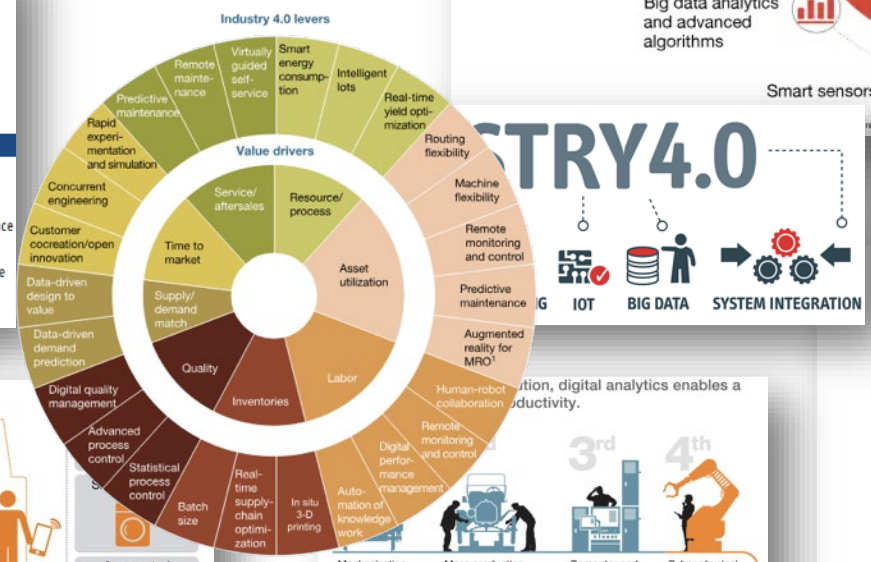 Industry 4.0 levers
Remote
mainte-
nance
Virtually
guided
self-
service
Smart
energy
consump-
tion
Intelligent
lots
Real-time
yield opti-
mization
Routing
flexibility
Machine
flexibility
Remote
monitoring
and control
Predictive
maintenance
Augmented
reality for
MRO¹
Human-robot
collaboration
Remote
monitoring
and control
Digital
perfor-
mance
management
Auto-
mation of
knowledge
work
In situ
3-D
printing
Real-
time
supply-
chain
optimi-
zation
Batch
size
Statistical
process
control
Advanced
process
control
Digital quality
management
Data-driven
demand
prediction
Data-driven
design to
value
Customer
cocreation/open
innovation
Concurrent
engineering
Rapid
experi-
mentation
and simulation
Predictive
maintenance
Value drivers
Service/
aftersales
Resource/
process
Asset
utilization
Labor
Inventories
Quality
Supply/
demand
match
Time to
market
Big data analytics
and advanced
algorithms
Smart sensors
STRY4.0
IOT
BIG DATA
SYSTEM INTEGRATION
digital analytics enables a
3rd
4th